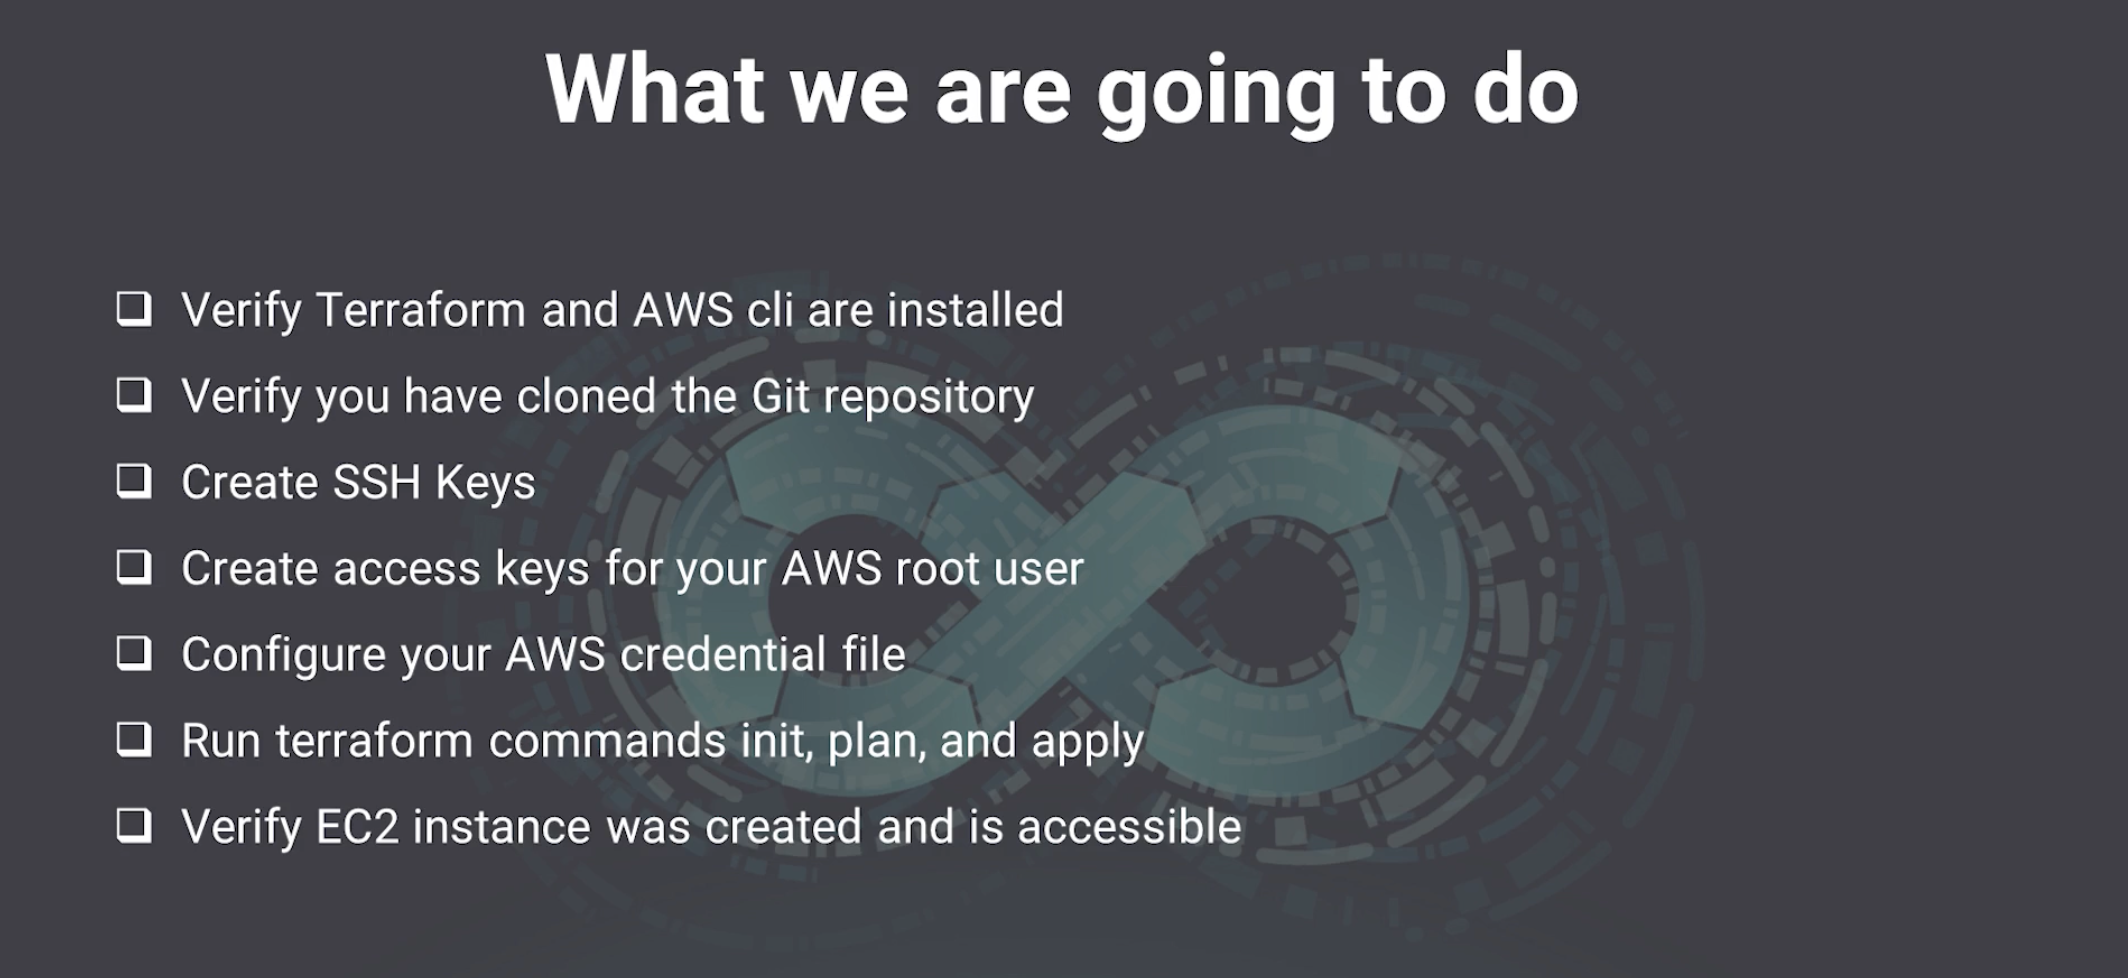 What we are going to do
❑ Verify Terraform and AWS cli are installed
❑ Verify you have cloned the Git repository
❑ Create SSH Keys
❑ Create access keys for your AWS root user
❑ Configure your AWS credential file
❑ Run terraform commands init, plan, and apply
❑ Verify EC2 instance was created and is accessible